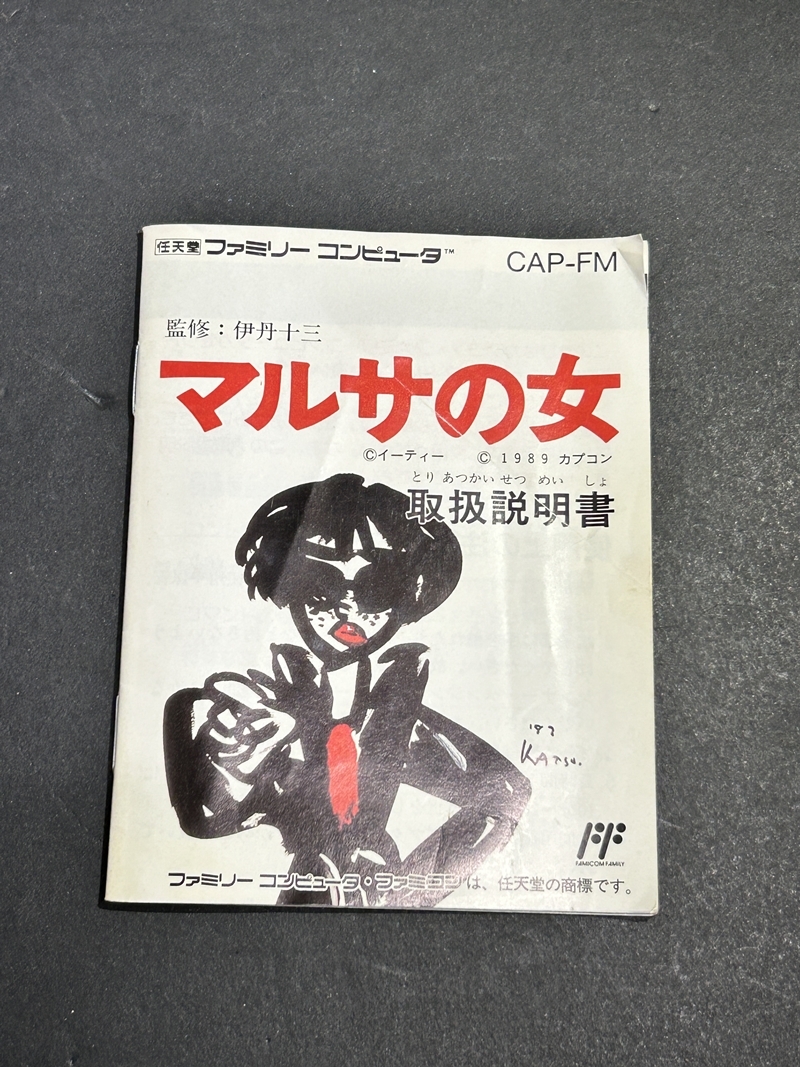 任天堂 ファミリー コンピュータ™ CAP-FM
監修：伊丹十三
マルサの女
©イーティー © 1989 カプコン
とり あつかい せつ めい しょ
取扱説明書
'87
KATSU.
FAMICOM FAMILY
ファミリー コンピュータ・ファミコンは、任天堂の商標です。